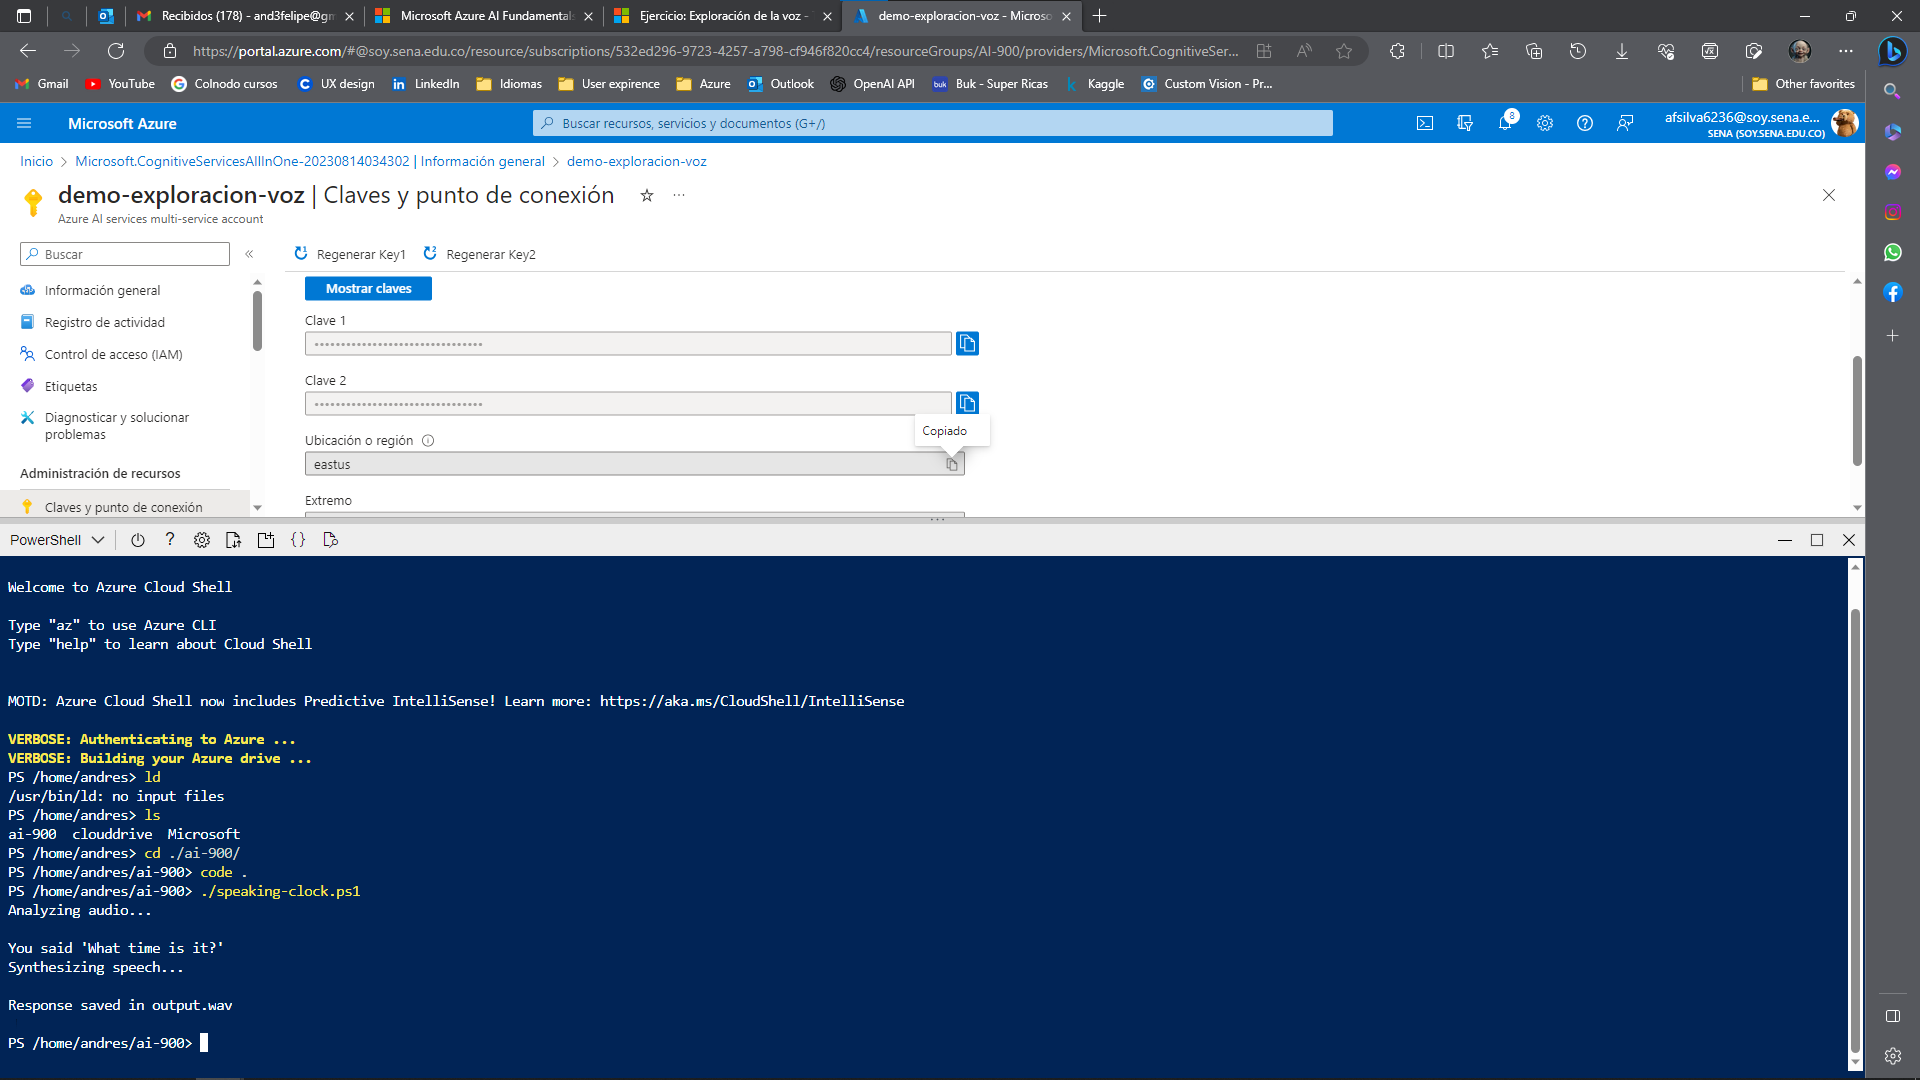 Recibidos (178) - and3felipe@gm
Microsoft Azure AI Fundamentals
Ejercicio: Exploración de la voz -
demo-exploracion-voz - Microso
https://portal.azure.com/#@soy.sena.edu.co/resource/subscriptions/532ed296-9723-4257-a798-cf946f820cc4/resourceGroups/AI-900/providers/Microsoft.CognitiveSer...
Gmail
YouTube
Colnodo cursos
UX design
LinkedIn
Idiomas
User expirence
Azure
Outlook
OpenAI API
buk
Buk - Super Ricas
Kaggle
Custom Vision - Pr...
Other favorites
Microsoft Azure
Buscar recursos, servicios y documentos (G+/)
8
afsilva6236@soy.sena.e...
SENA (SOY.SENA.EDU.CO)
Inicio > Microsoft.CognitiveServicesAllInOne-20230814034302 | Información general > demo-exploracion-voz
demo-exploracion-voz | Claves y punto de conexión
Azure AI services multi-service account
Buscar
Regenerar Key1
Regenerar Key2
Información general
Registro de actividad
Control de acceso (IAM)
Etiquetas
Diagnosticar y solucionar
problemas
Administración de recursos
Claves y punto de conexión
Mostrar claves
Clave 1
Clave 2
Copiado
Ubicación o región
eastus
Extremo
PowerShell
Welcome to Azure Cloud Shell
Type "az" to use Azure CLI
Type "help" to learn about Cloud Shell
MOTD: Azure Cloud Shell now includes Predictive IntelliSense! Learn more: https://aka.ms/CloudShell/IntelliSense
VERBOSE: Authenticating to Azure ...
VERBOSE: Building your Azure drive ...
PS /home/andres> ld
/usr/bin/ld: no input files
PS /home/andres> ls
ai-900  clouddrive  Microsoft
PS /home/andres> cd ./ai-900/
PS /home/andres/ai-900> code .
PS /home/andres/ai-900> ./speaking-clock.ps1
Analyzing audio...
You said 'What time is it?'
Synthesizing speech...
Response saved in output.wav
PS /home/andres/ai-900>